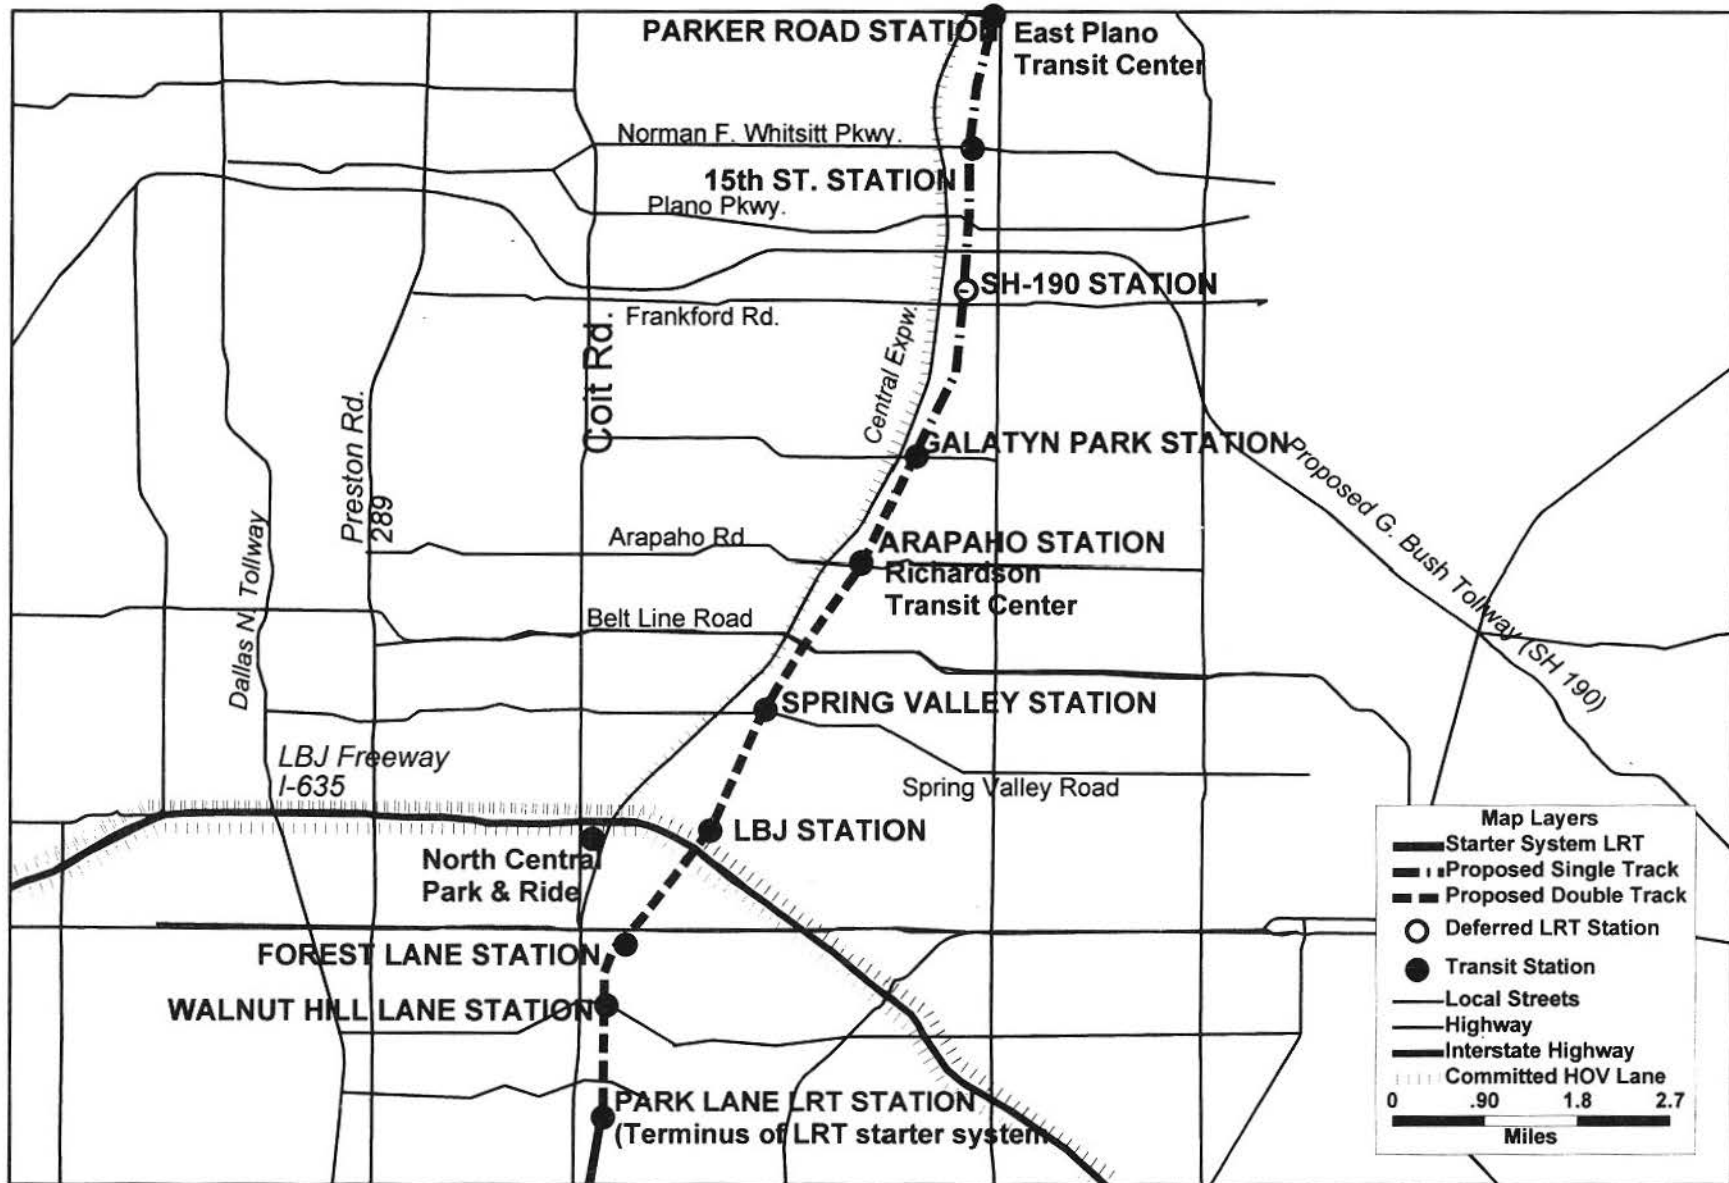 PARKER ROAD STATION
East Plano
Transit Center
Norman F. Whitsitt Pkwy.
15th ST. STATION
Plano Pkwy.
SH-190 STATION
Frankford Rd.
Coit Rd.
Central Expw.
Preston Rd.
289
GALATYN PARK STATION
Proposed G. Bush Tollway (SH 190)
Dallas N. Tollway
Arapaho Rd
ARAPAHO STATION
Richardson
Transit Center
Belt Line Road
SPRING VALLEY STATION
LBJ Freeway
I-635
Spring Valley Road
LBJ STATION
North Central
Park & Ride
FOREST LANE STATION
WALNUT HILL LANE STATION
PARK LANE LRT STATION
(Terminus of LRT starter system
Map Layers
Starter System LRT
Proposed Single Track
Proposed Double Track
Deferred LRT Station
Transit Station
Local Streets
Highway
Interstate Highway
Committed HOV Lane
0 .90 1.8 2.7
Miles